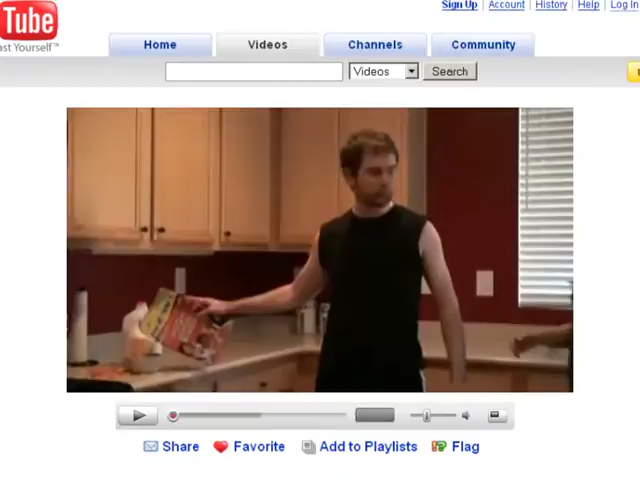 Sign Up | Account | History | Help | Log In
Tube
ast Yourself™
Home
Videos
Channels
Community
Videos
Search
Share
Favorite
Add to Playlists
Flag